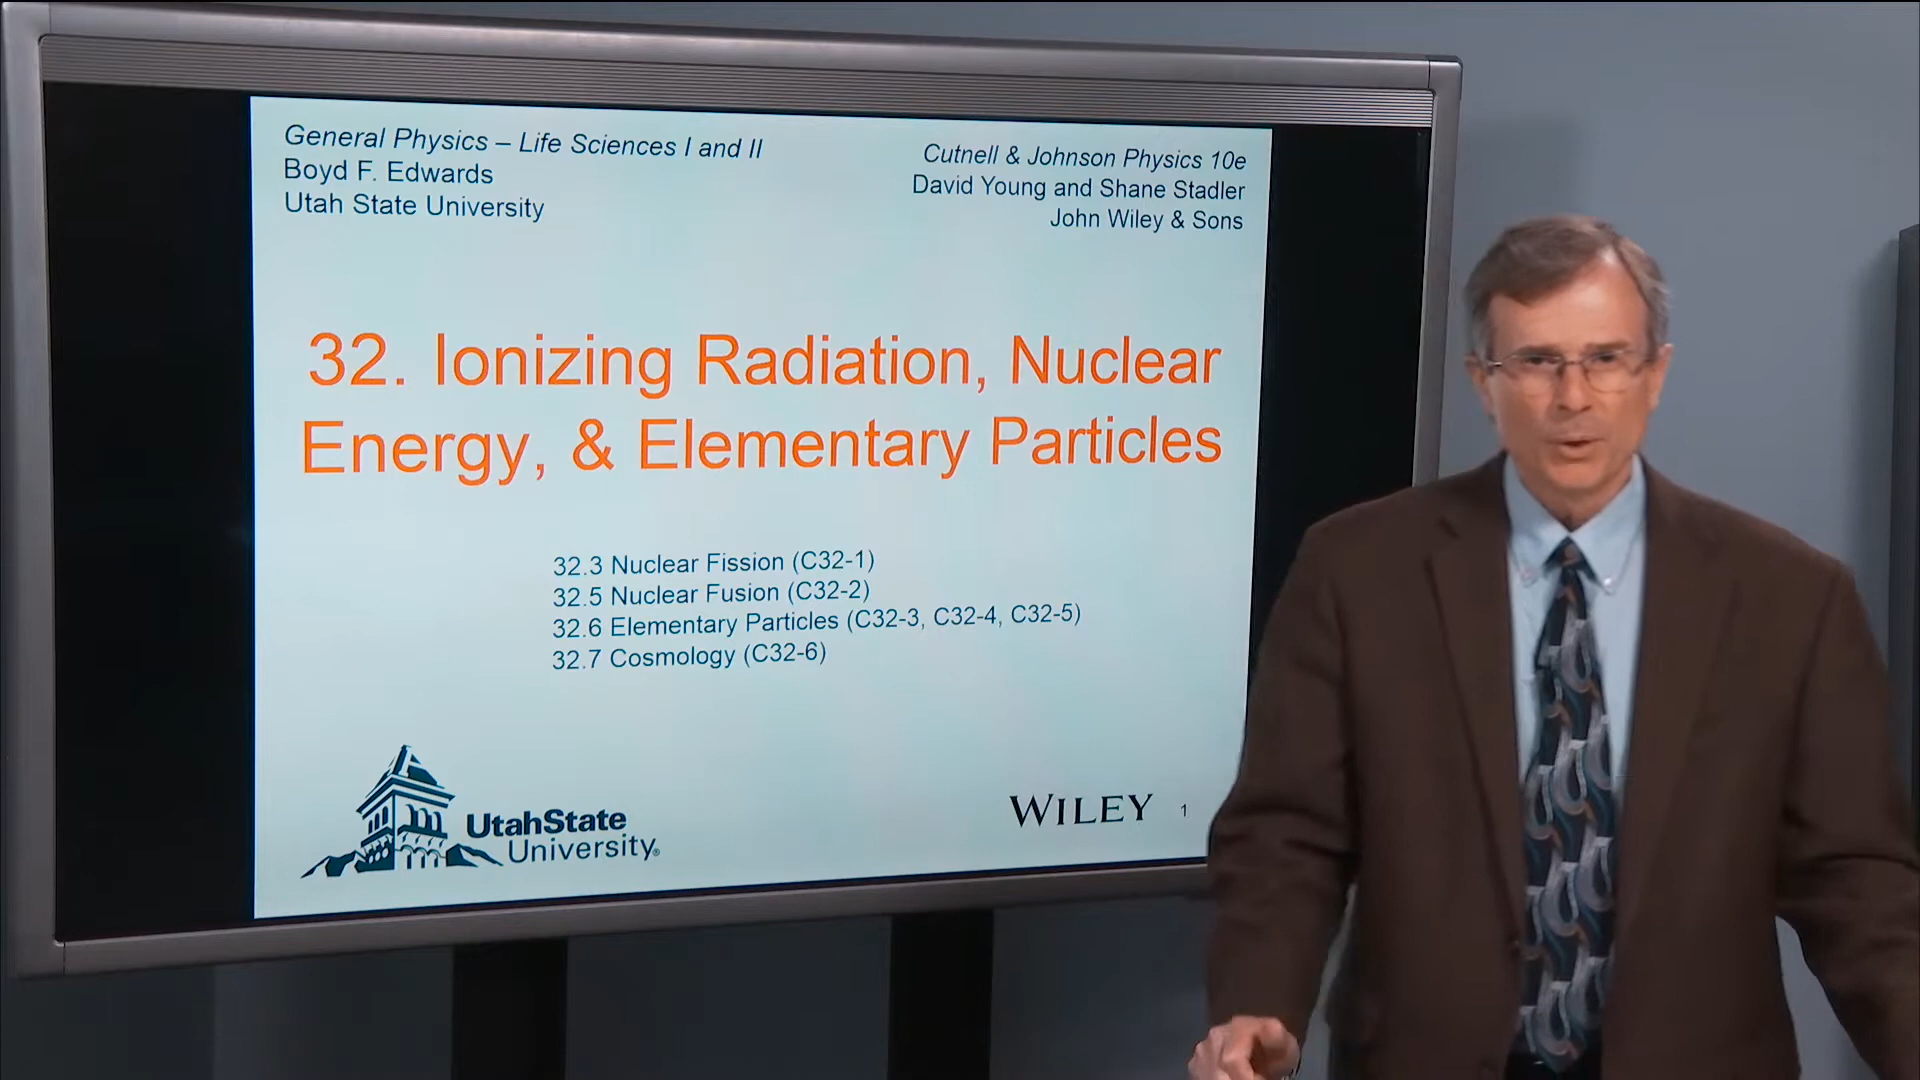 General Physics – Life Sciences I and II
Boyd F. Edwards
Utah State University
Cutnell & Johnson Physics 10e
David Young and Shane Stadler
John Wiley & Sons
32. Ionizing Radiation, Nuclear
Energy, & Elementary Particles
32.3 Nuclear Fission (C32-1)
32.5 Nuclear Fusion (C32-2)
32.6 Elementary Particles (C32-3, C32-4, C32-5)
32.7 Cosmology (C32-6)
UtahState
University®
WILEY
1